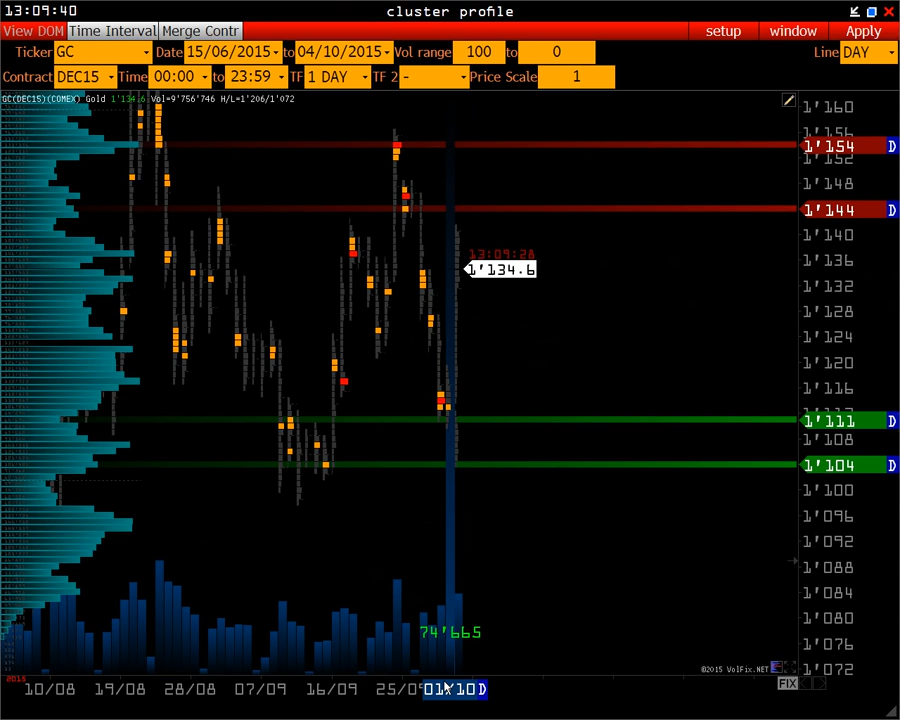 13:09:40 cluster profile
View DOM Time Interval Merge Contr setup window Apply
Ticker GC Date 15/06/2015 to 04/10/2015 Vol range 100 to 0 Line DAY
Contract DEC15 Time 00:00 to 23:59 TF 1 DAY TF 2 - Price Scale 1
GC(DEC15)(COMEX) Gold 1'134.6 Vol=9'756'746 H/L=1'206/1'072
1'160
1'156
1'154 D
1'152
1'148
1'144 D
1'140
13:09:28
1'136
1'134.6
1'132
1'128
1'124
1'120
1'116
1'111 D
1'108
1'104 D
1'100
1'096
1'092
1'088
1'084
1'080
74'665
1'076
©2015 VolFix.NET
1'072
2015
10/08 19/08 28/08 07/09 16/09 25/09 D
FIX